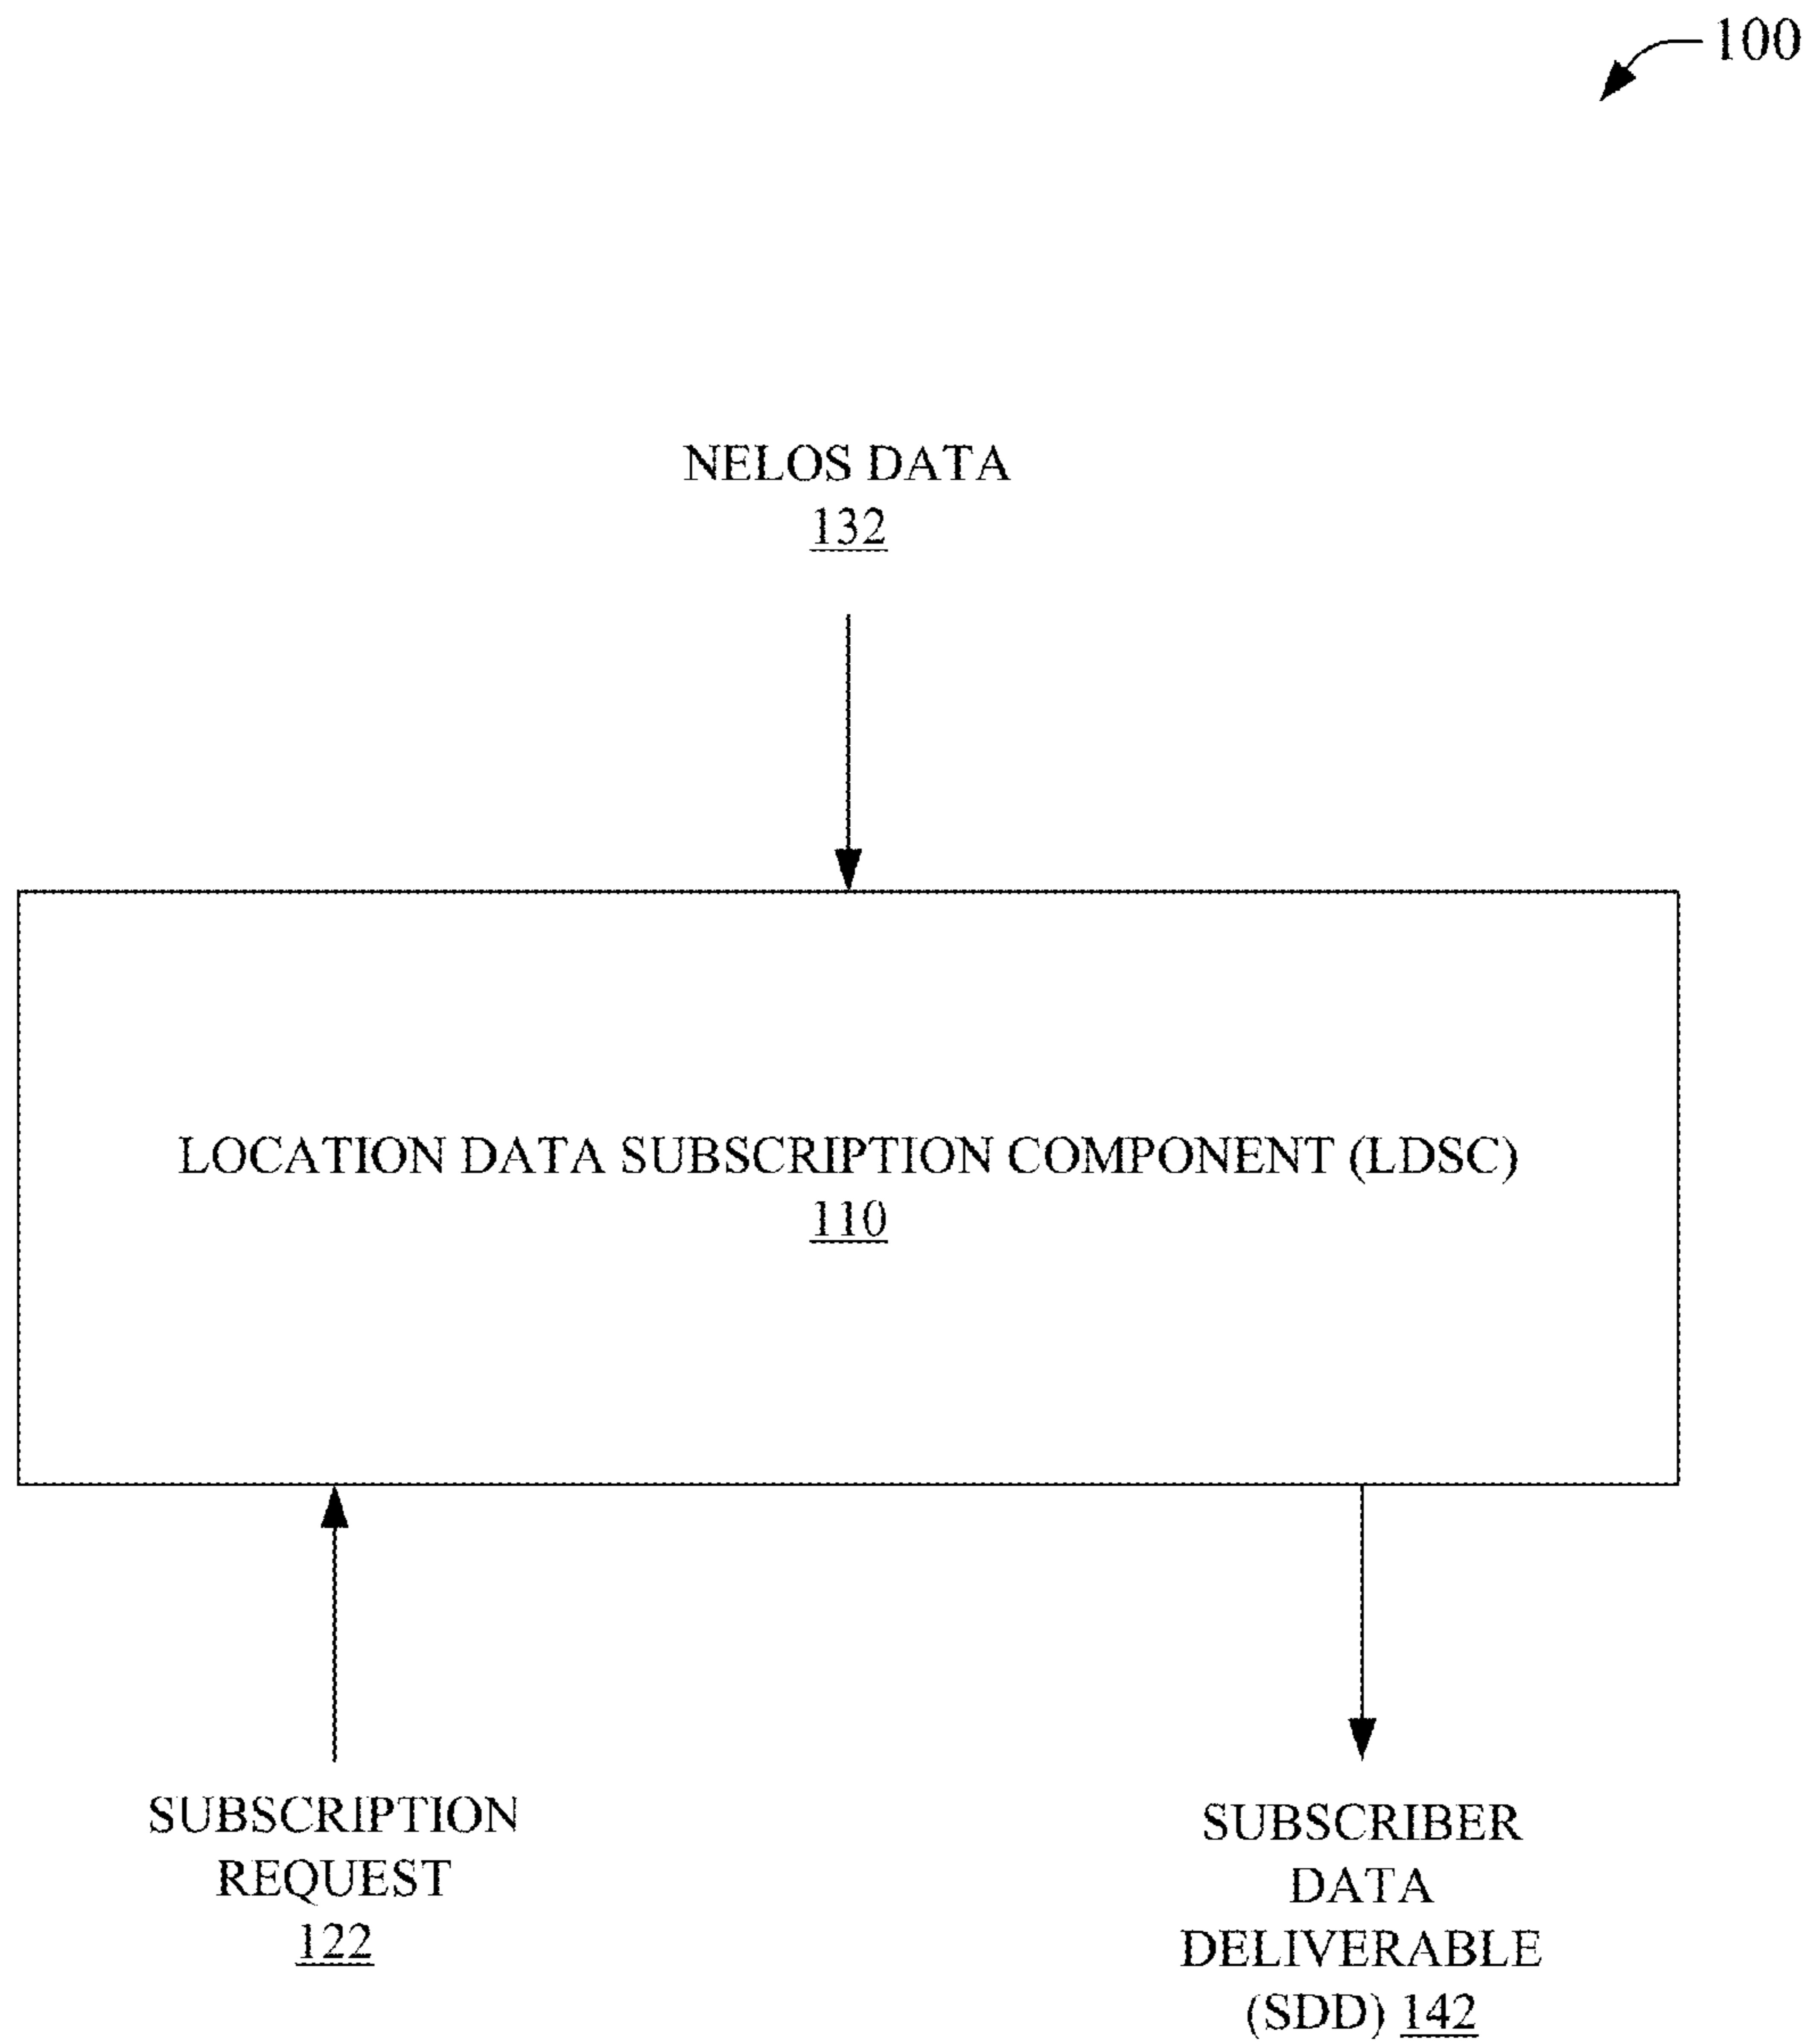 100
NELOS DATA
132
LOCATION DATA SUBSCRIPTION COMPONENT (LDSC)
110
SUBSCRIPTION
REQUEST
122
SUBSCRIBER
DATA
DELIVERABLE
(SDD) 142